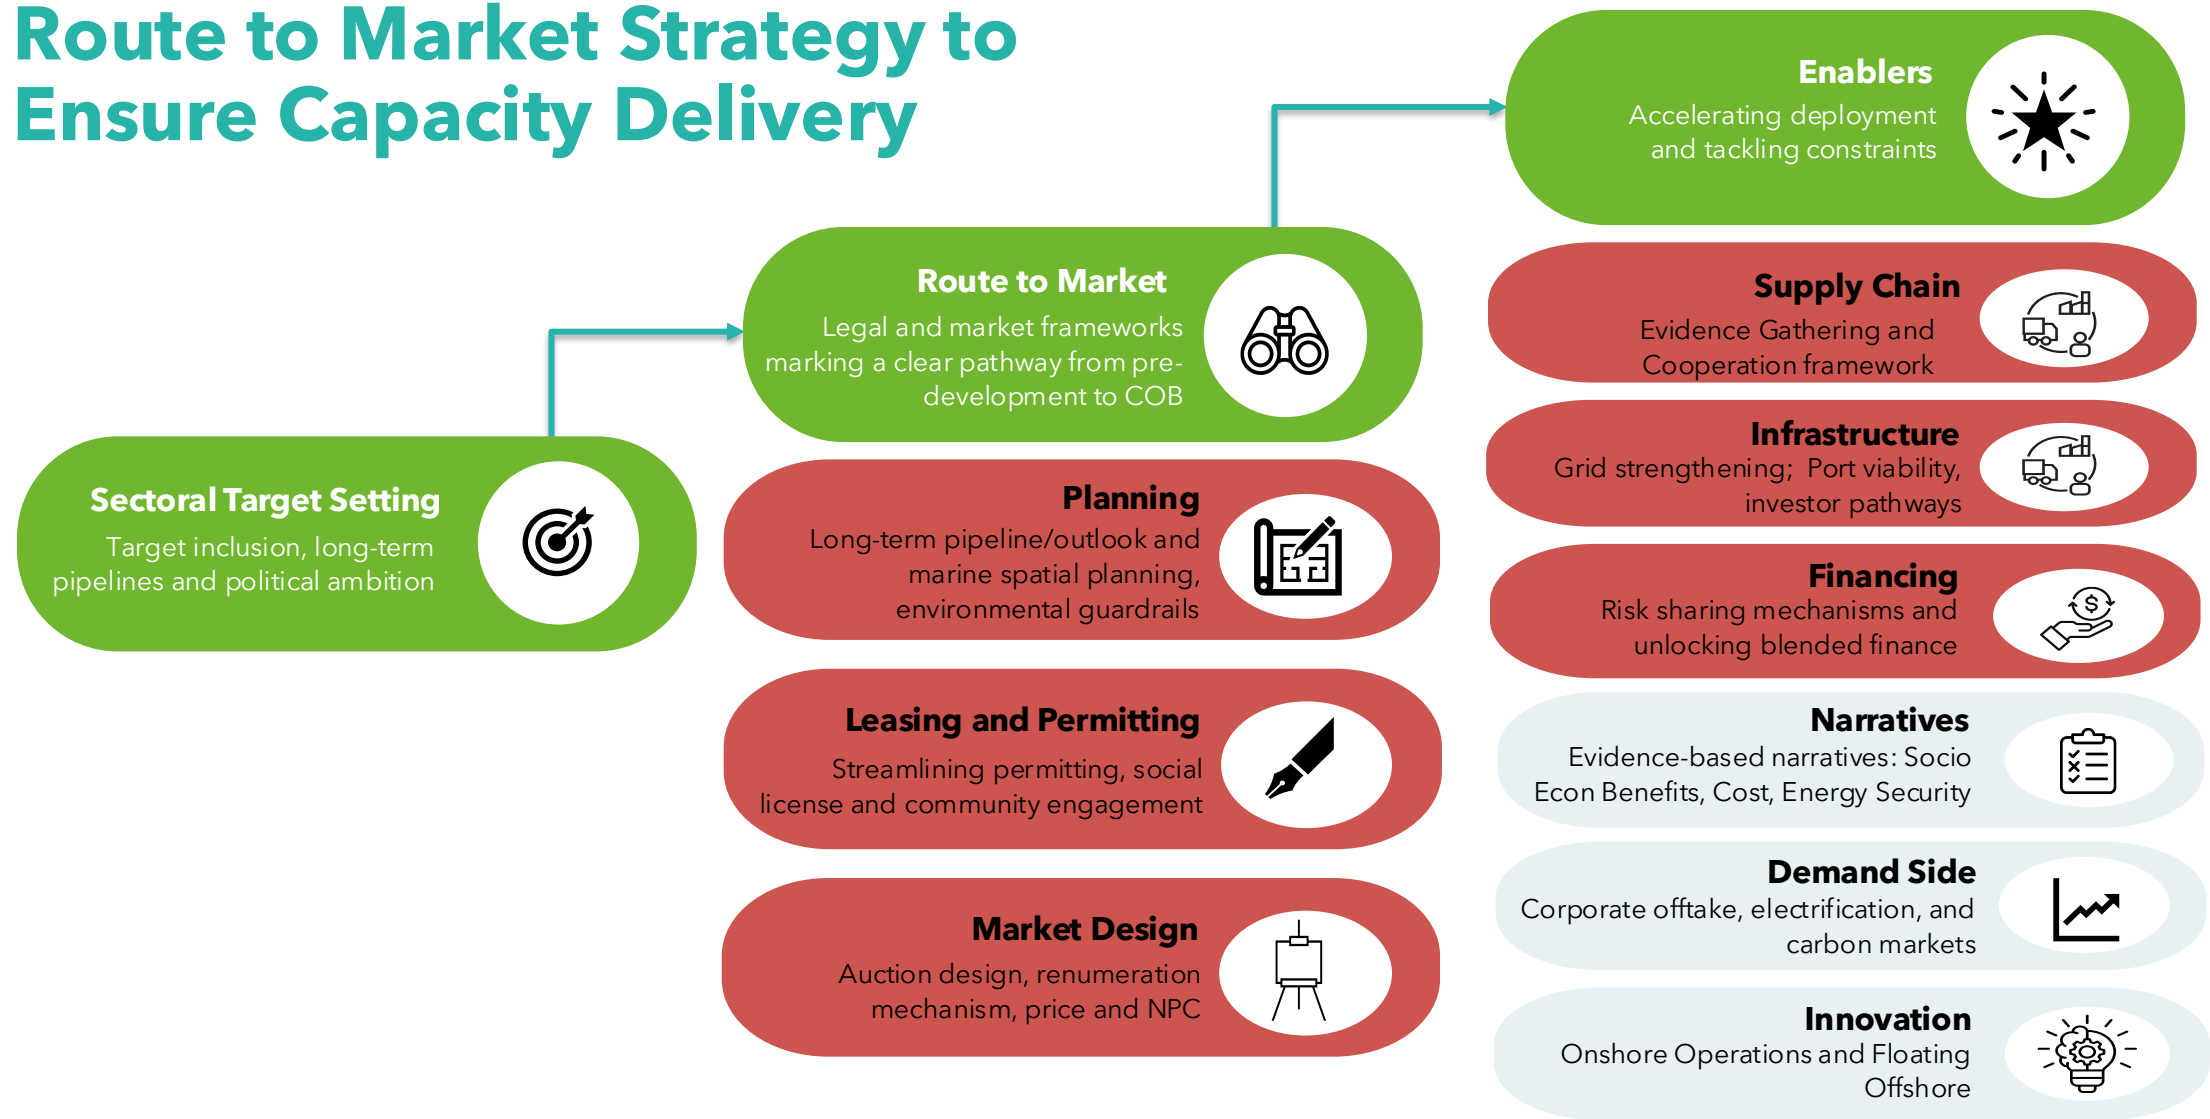 Route to Market Strategy to
Ensure Capacity Delivery
Sectoral Target Setting
Target inclusion, long-term
pipelines and political ambition
Route to Market
Legal and market frameworks
marking a clear pathway from pre-
development to COB
Planning
Long-term pipeline/outlook and
marine spatial planning,
environmental guardrails
Leasing and Permitting
Streamlining permitting, social
license and community engagement
Market Design
Auction design, renumeration
mechanism, price and NPC
Enablers
Accelerating deployment
and tackling constraints
Supply Chain
Evidence Gathering and
Cooperation framework
Infrastructure
Grid strengthening; Port viability,
investor pathways
Financing
Risk sharing mechanisms and
unlocking blended finance
$
Narratives
Evidence-based narratives: Socio
Econ Benefits, Cost, Energy Security
Demand Side
Corporate offtake, electrification, and
carbon markets
Innovation
Onshore Operations and Floating
Offshore